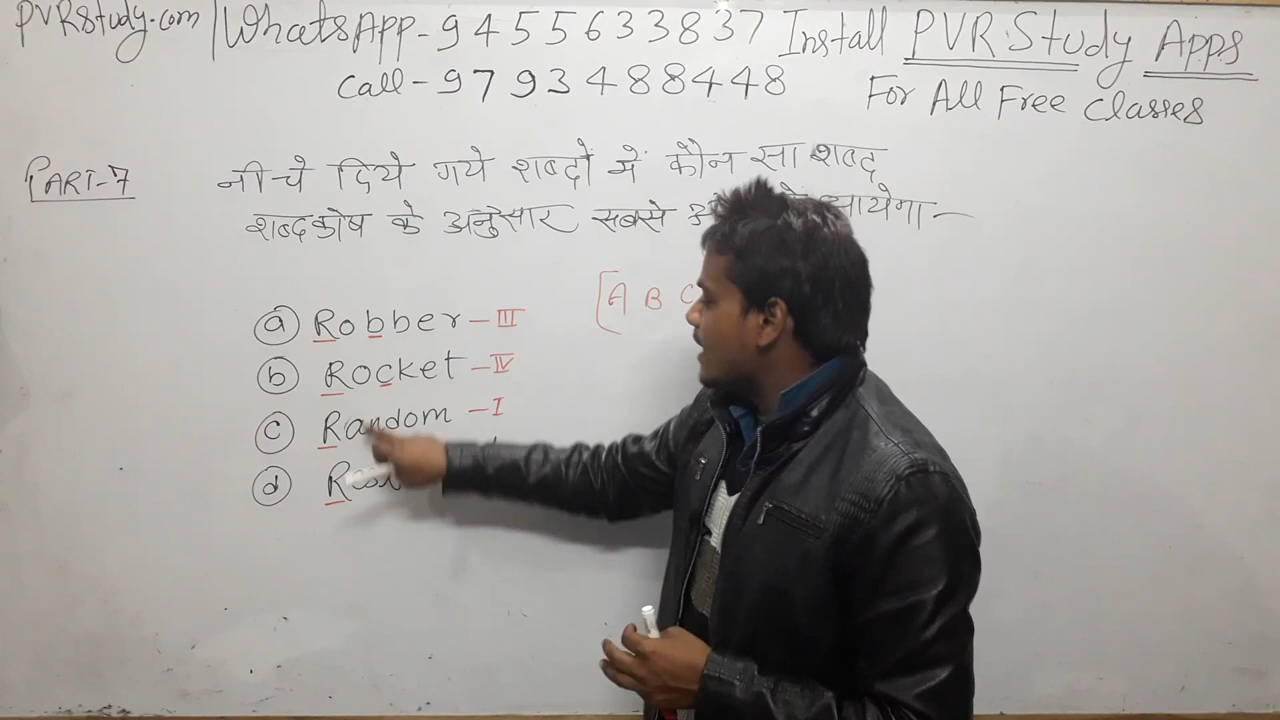 PVRstudy.com | WhatsApp - 9455633837 Install PVR Study Apps
Call - 9793488448 For All Free Classes
PART-7 नीचे दिये गये शब्दों में कौन सा शब्द
शब्दकोष के अनुसार सबसे जायेगा -
[A B C
(a) Robber - III
(b) Rocket - IV
(c) Random - I
(d)